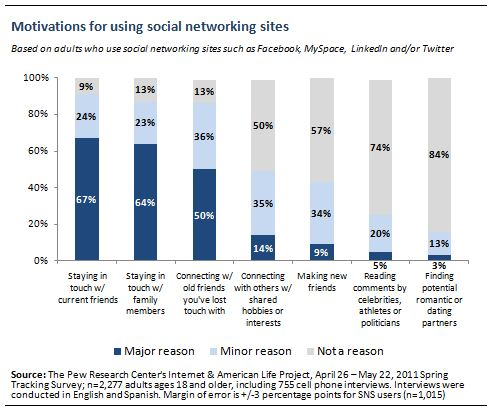 Motivations for using social networking sites
Based on adults who use social networking sites such as Facebook, MySpace, LinkedIn and/or Twitter
100%
80%
60%
40%
20%
0%
9%
24%
67%
13%
23%
64%
13%
36%
50%
50%
35%
14%
57%
34%
9%
74%
20%
5%
84%
13%
3%
Staying in
touch w/
current friends
Staying in
touch w/
family
members
Connecting w/
old friends
you've lost
touch with
Connecting
with others w/
shared
hobbies or
interests
Making new
friends
Reading
comments by
celebrities,
athletes or
politicians
Finding
potential
romantic or
dating
partners
Major reason
Minor reason
Not a reason
Source: The Pew Research Center's Internet & American Life Project, April 26 – May 22, 2011 Spring
Tracking Survey; n=2,277 adults ages 18 and older, including 755 cell phone interviews. Interviews were
conducted in English and Spanish. Margin of error is +/-3 percentage points for SNS users (n=1,015)